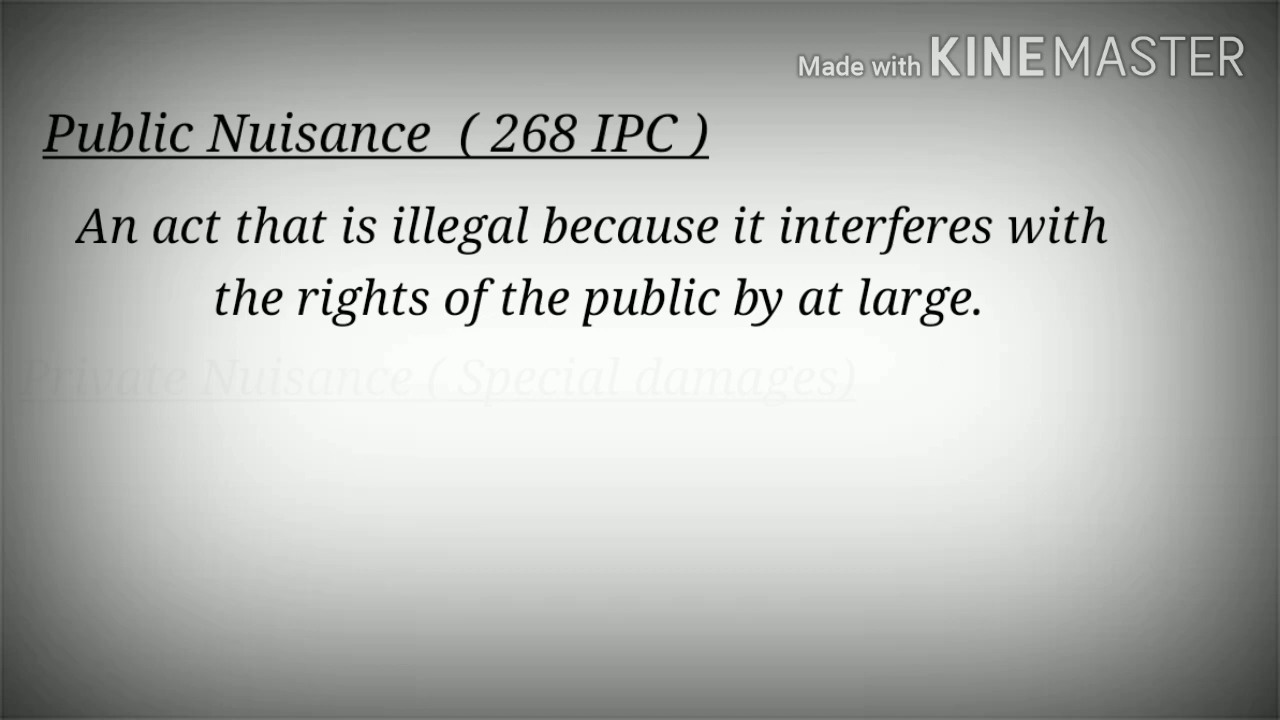 Made with KINEMASTER
Public Nuisance ( 268 IPC )
An act that is illegal because it interferes with
the rights of the public by at large.
Private Nuisance ( Special damages)